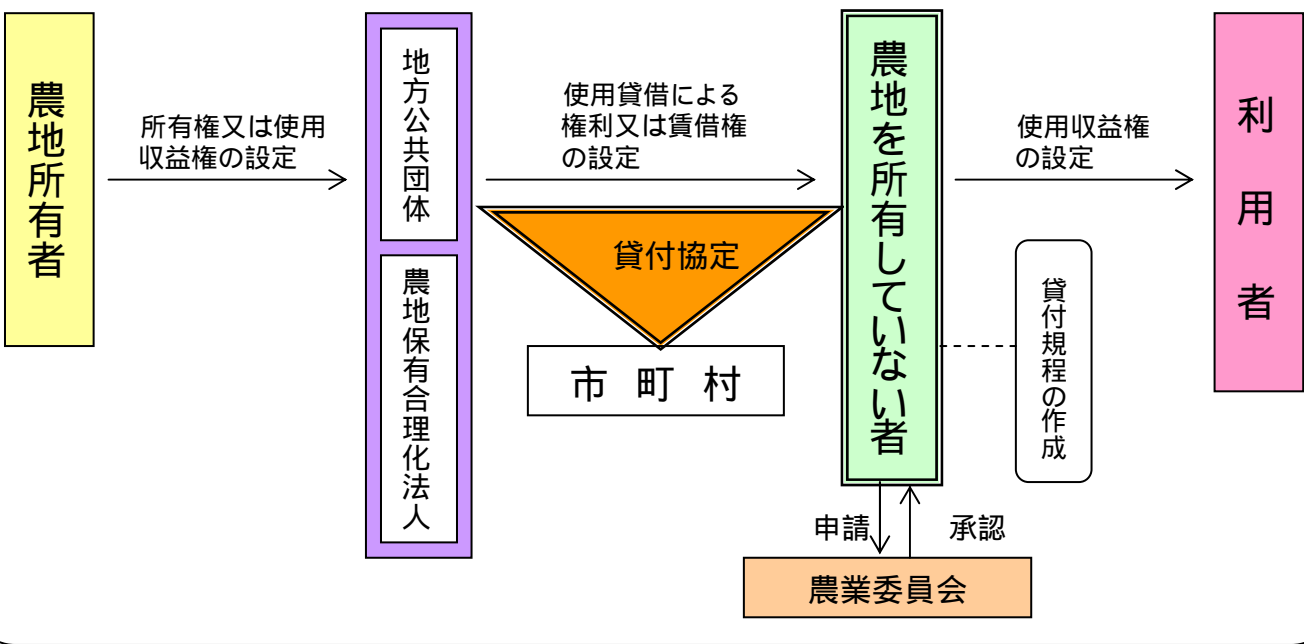 農地所有者
所有権又は使用
収益権の設定
地方公共団体
農地保有合理化法人
使用貸借による
権利又は賃借権
の設定
貸付協定
市町村
農地を所有していない者
使用収益権
の設定
貸付規程の作成
利用者
申請
承認
農業委員会